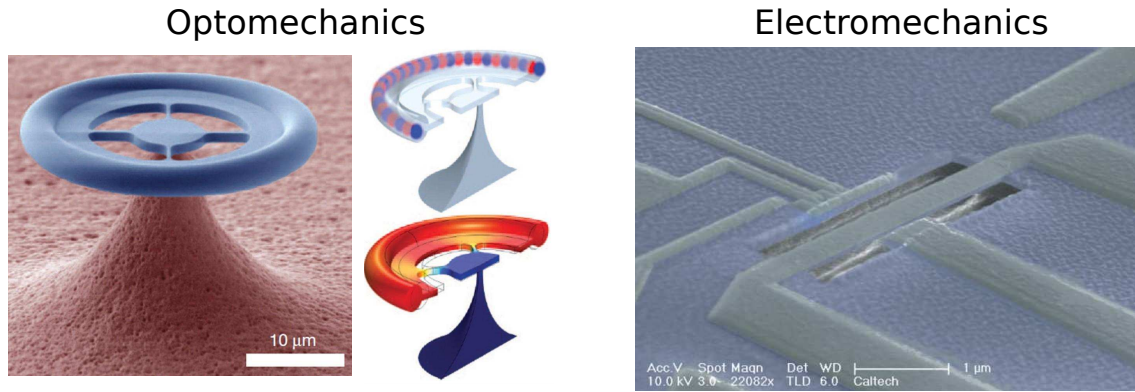 Optomechanics
Electromechanics
10 µm
Acc.V Spot Magn Det WD 1 µm
10.0 kV 3.0 22082x TLD 6.0 Caltech